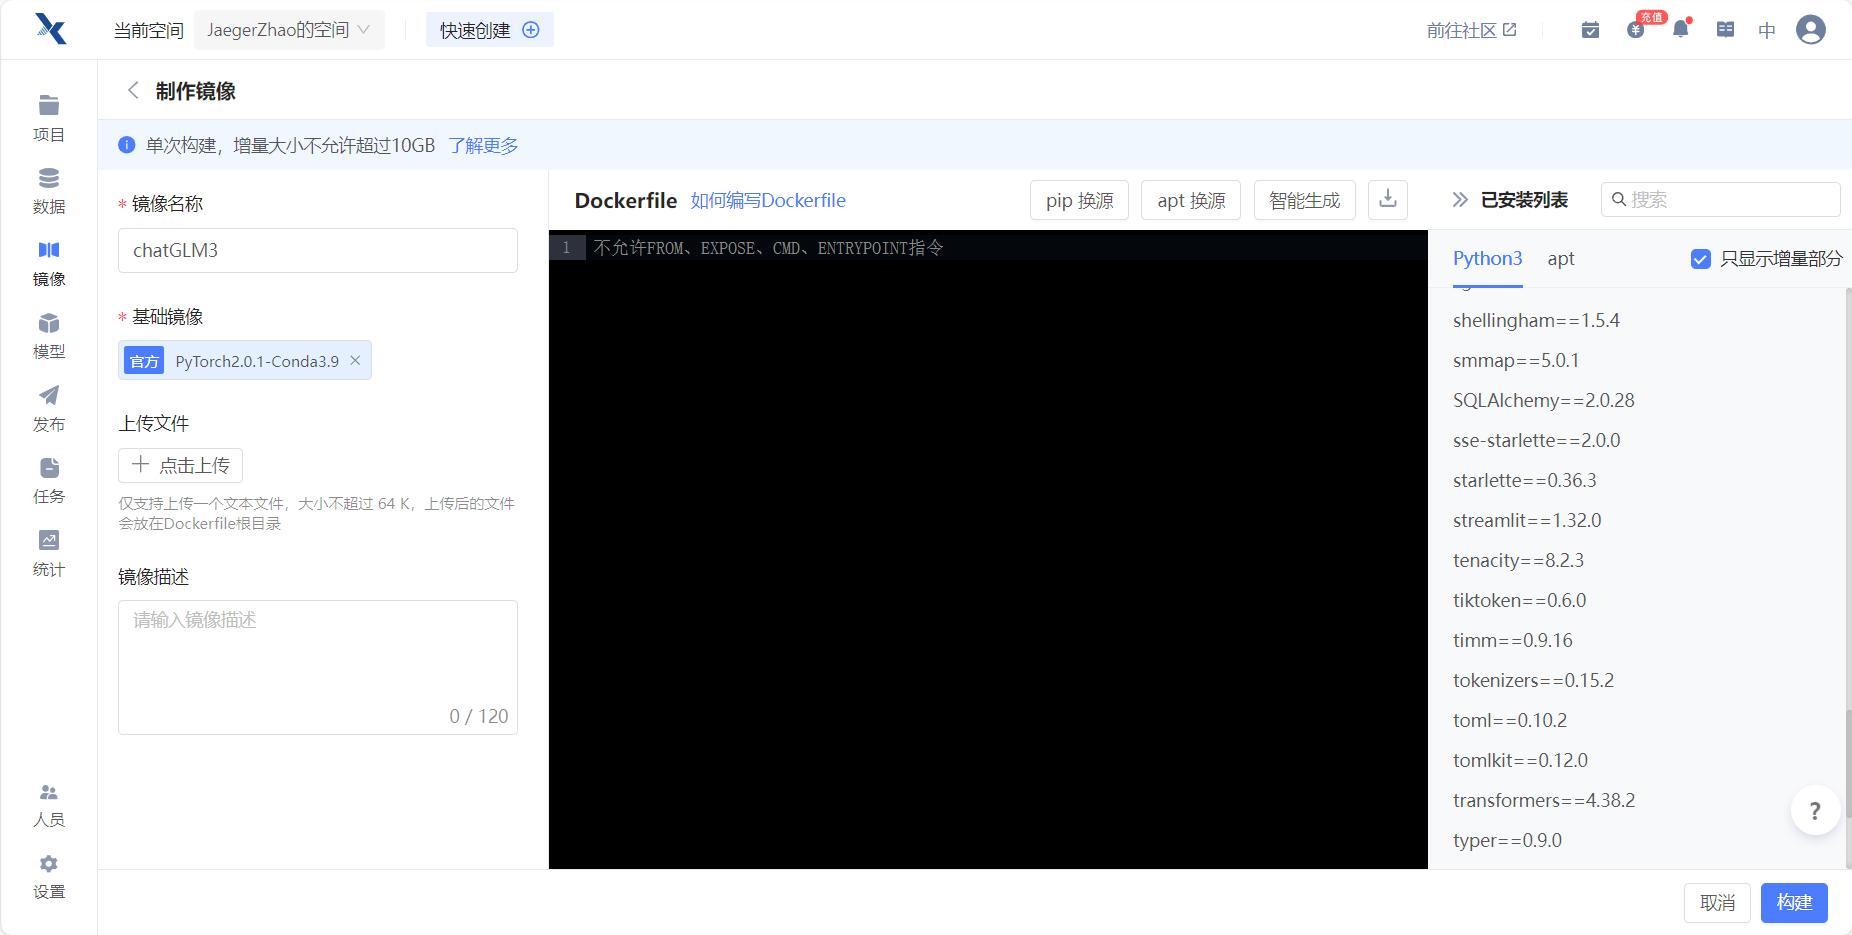 当前空间
JaegerZhao的空间
快速创建
前往社区
充值
中
项目
数据
镜像
模型
发布
任务
统计
人员
设置
制作镜像
单次构建，增量大小不允许超过10GB 了解更多
* 镜像名称
chatGLM3
* 基础镜像
官方 PyTorch2.0.1-Conda3.9
上传文件
点击上传
仅支持上传一个文本文件，大小不超过 64 K，上传后的文件
会放在Dockerfile根目录
镜像描述
请输入镜像描述
0 / 120
Dockerfile 如何编写Dockerfile
pip 换源
apt 换源
智能生成
1 不允许FROM、EXPOSE、CMD、ENTRYPOINT指令
已安装列表
搜索
Python3
apt
只显示增量部分
shellingham==1.5.4
smmap==5.0.1
SQLAlchemy==2.0.28
sse-starlette==2.0.0
starlette==0.36.3
streamlit==1.32.0
tenacity==8.2.3
tiktoken==0.6.0
timm==0.9.16
tokenizers==0.15.2
toml==0.10.2
tomlkit==0.12.0
transformers==4.38.2
typer==0.9.0
?
取消
构建